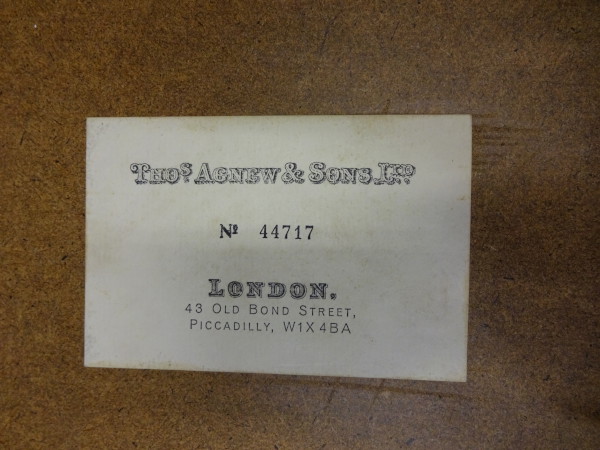 Thoˢ Agnew & Sons Lᵀᴰ
Nº 44717
London.
43 Old Bond Street,
Piccadilly, W1X 4BA